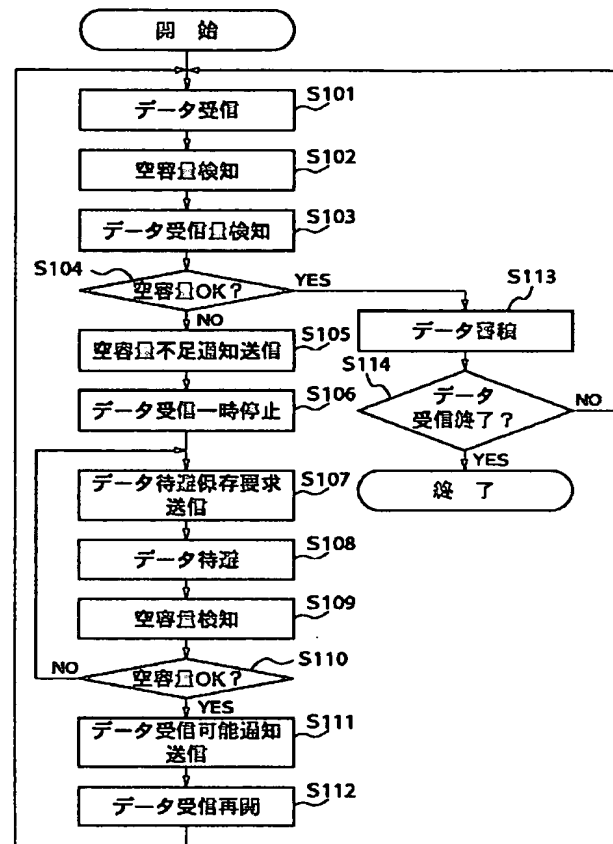 開始
S101
データ受信
S102
空容量検知
S103
データ受信量検知
S104
空容量OK?
YES
NO
S105
空容量不足通知送信
S106
データ受信一時停止
S107
データ待避保存要求
送信
S108
データ待避
S109
空容量検知
S110
空容量OK?
NO
YES
S111
データ受信可能通知
送信
S112
データ受信再開
S113
データ蓄積
S114
データ
受信終了?
NO
YES
終了